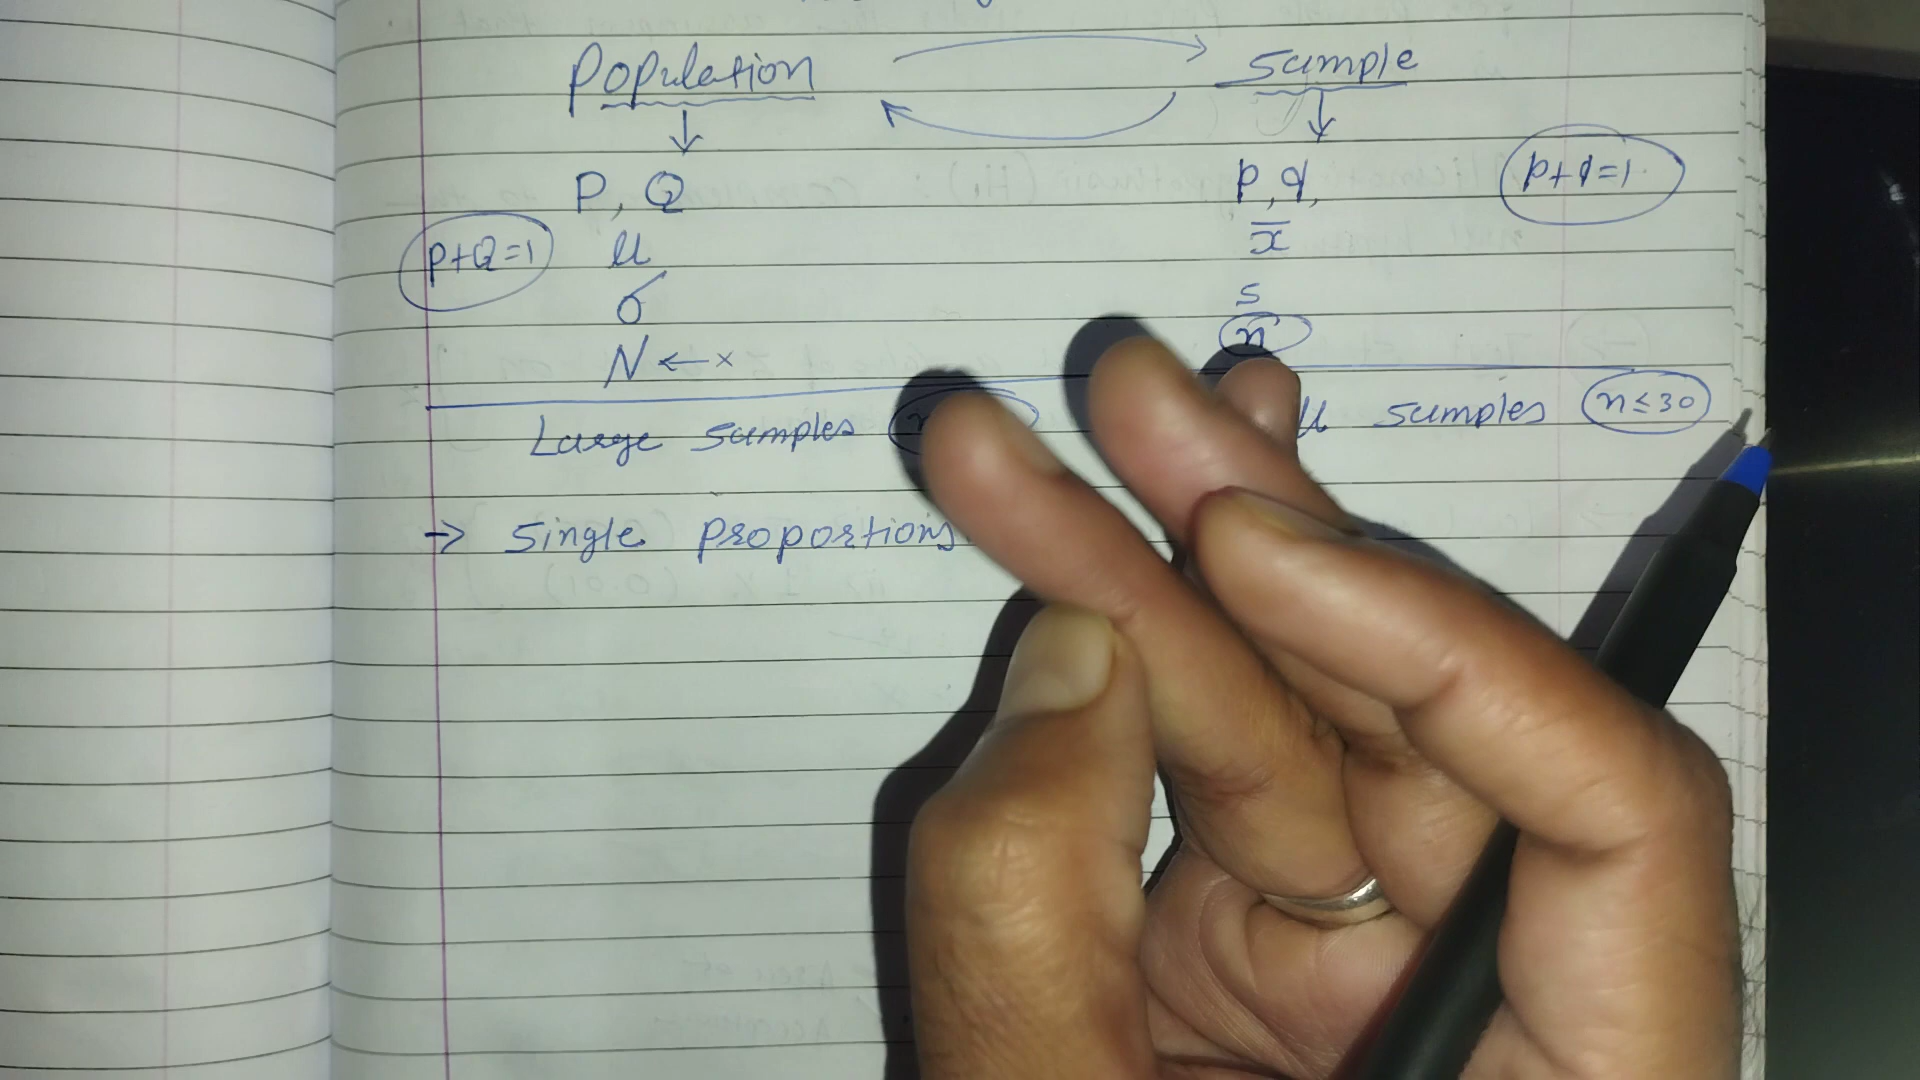 Population → sample
↓ ↓
P, Q p, q, p+q=1
P+Q=1 μ x̅
σ s
N ← × n
Large samples samples n≤30
→ Single proportions